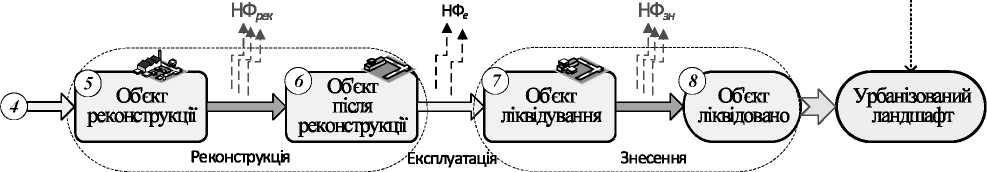 НФрек
НФе
НФзн
4
5
Об'єкт
реконструкції
6
Об'єкт
після
реконструкції
7
Об'єкт
ліквідування
8
Об'єкт
ліквідовано
Урбанізований
ландшафт
Реконструкція
Експлуатація
Знесення